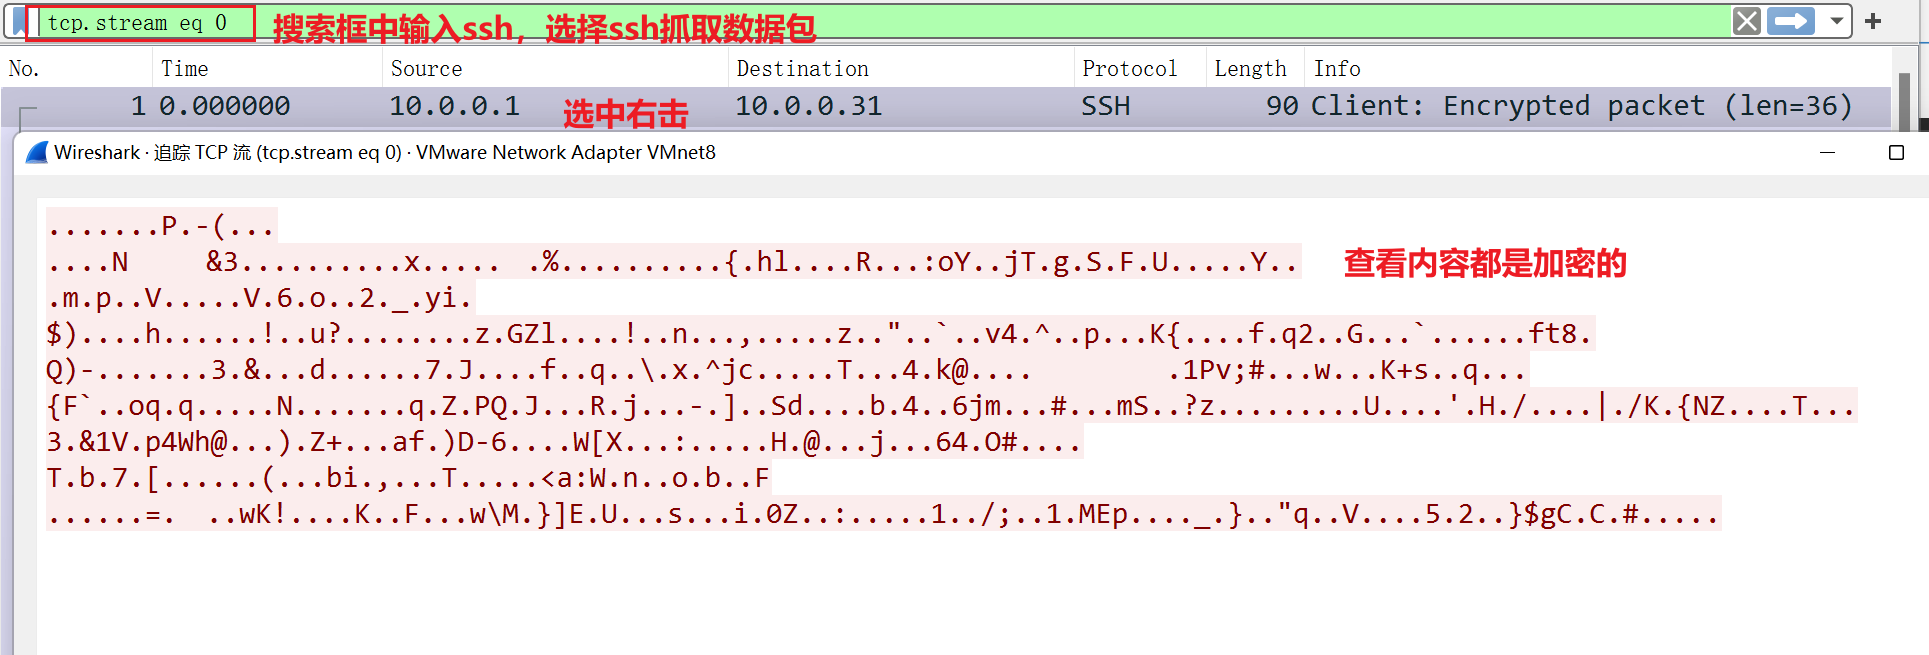 tcp.stream eq 0 搜索框中输入ssh，选择ssh抓取数据包
No. Time Source Destination Protocol Length Info
1 0.000000 10.0.0.1 选中右击 10.0.0.31 SSH 90 Client: Encrypted packet (len=36)
Wireshark · 追踪 TCP 流 (tcp.stream eq 0) · VMware Network Adapter VMnet8
.......P.-(...
....N &3..........x..... .%..........{.hl....R...:oY..jT.g.S.F.U.....Y.. 查看内容都是加密的
.m.p..V.....V.6.o..2._.yi.
$)....h......!..u?........z.GZl....!..n...,.....z.."..`..v4.^..p...K{....f.q2..G...`......ft8.
Q)-.......3.&...d......7.J....f..q..\.x.^jc.....T...4.k@.... .1Pv;#...w...K+s..q...
{F`..oq.q.....N.......q.Z.PQ.J...R.j...-.]..Sd....b.4..6jm...#...mS..?z.........U....'.H./....|./K.{NZ....T...
3.&1V.p4Wh@...).Z+...af.)D-6....W[X...:.....H.@...j...64.O#....
T.b.7.[......(...bi.,...T.....<a:W.n..o.b..F
......=. ..wK!....K..F...w\M.}]E.U...s...i.0Z..:.....1../;..1.MEp...._.}.."q..V....5.2..}$gC.C.#.....